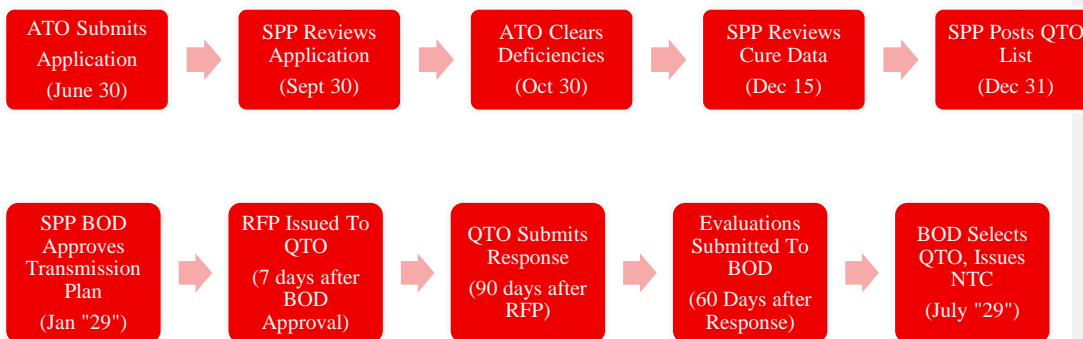 ATO Submits
Application
(June 30)
SPP Reviews
Application
(Sept 30)
ATO Clears
Deficiencies
(Oct 30)
SPP Reviews
Cure Data
(Dec 15)
SPP Posts QTO
List
(Dec 31)
SPP BOD
Approves
Transmission
Plan
(Jan "29")
RFP Issued To
QTO
(7 days after
BOD
Approval)
QTO Submits
Response
(90 days after
RFP)
Evaluations
Submitted To
BOD
(60 Days after
Response)
BOD Selects
QTO, Issues
NTC
(July "29")